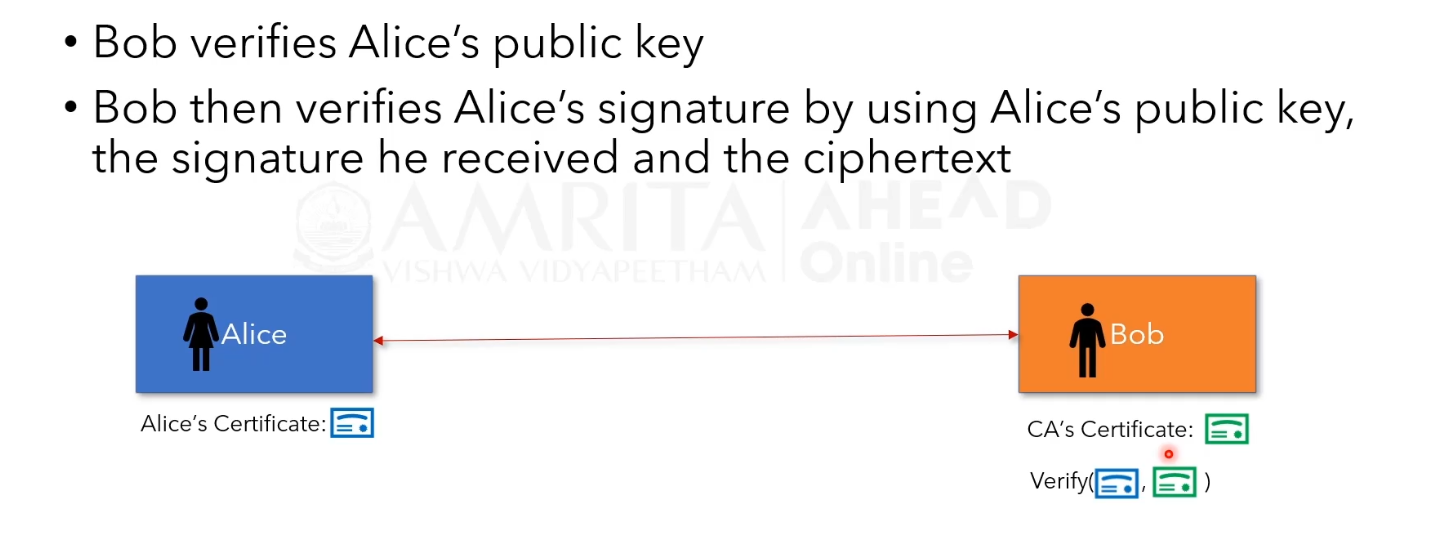 • Bob verifies Alice’s public key
• Bob then verifies Alice’s signature by using Alice’s public key,
the signature he received and the ciphertext
AMRITA
VISHWA VIDYAPEETHAM
AHEAD
Online
Alice
Bob
Alice’s Certificate:
CA’s Certificate:
Verify( , )